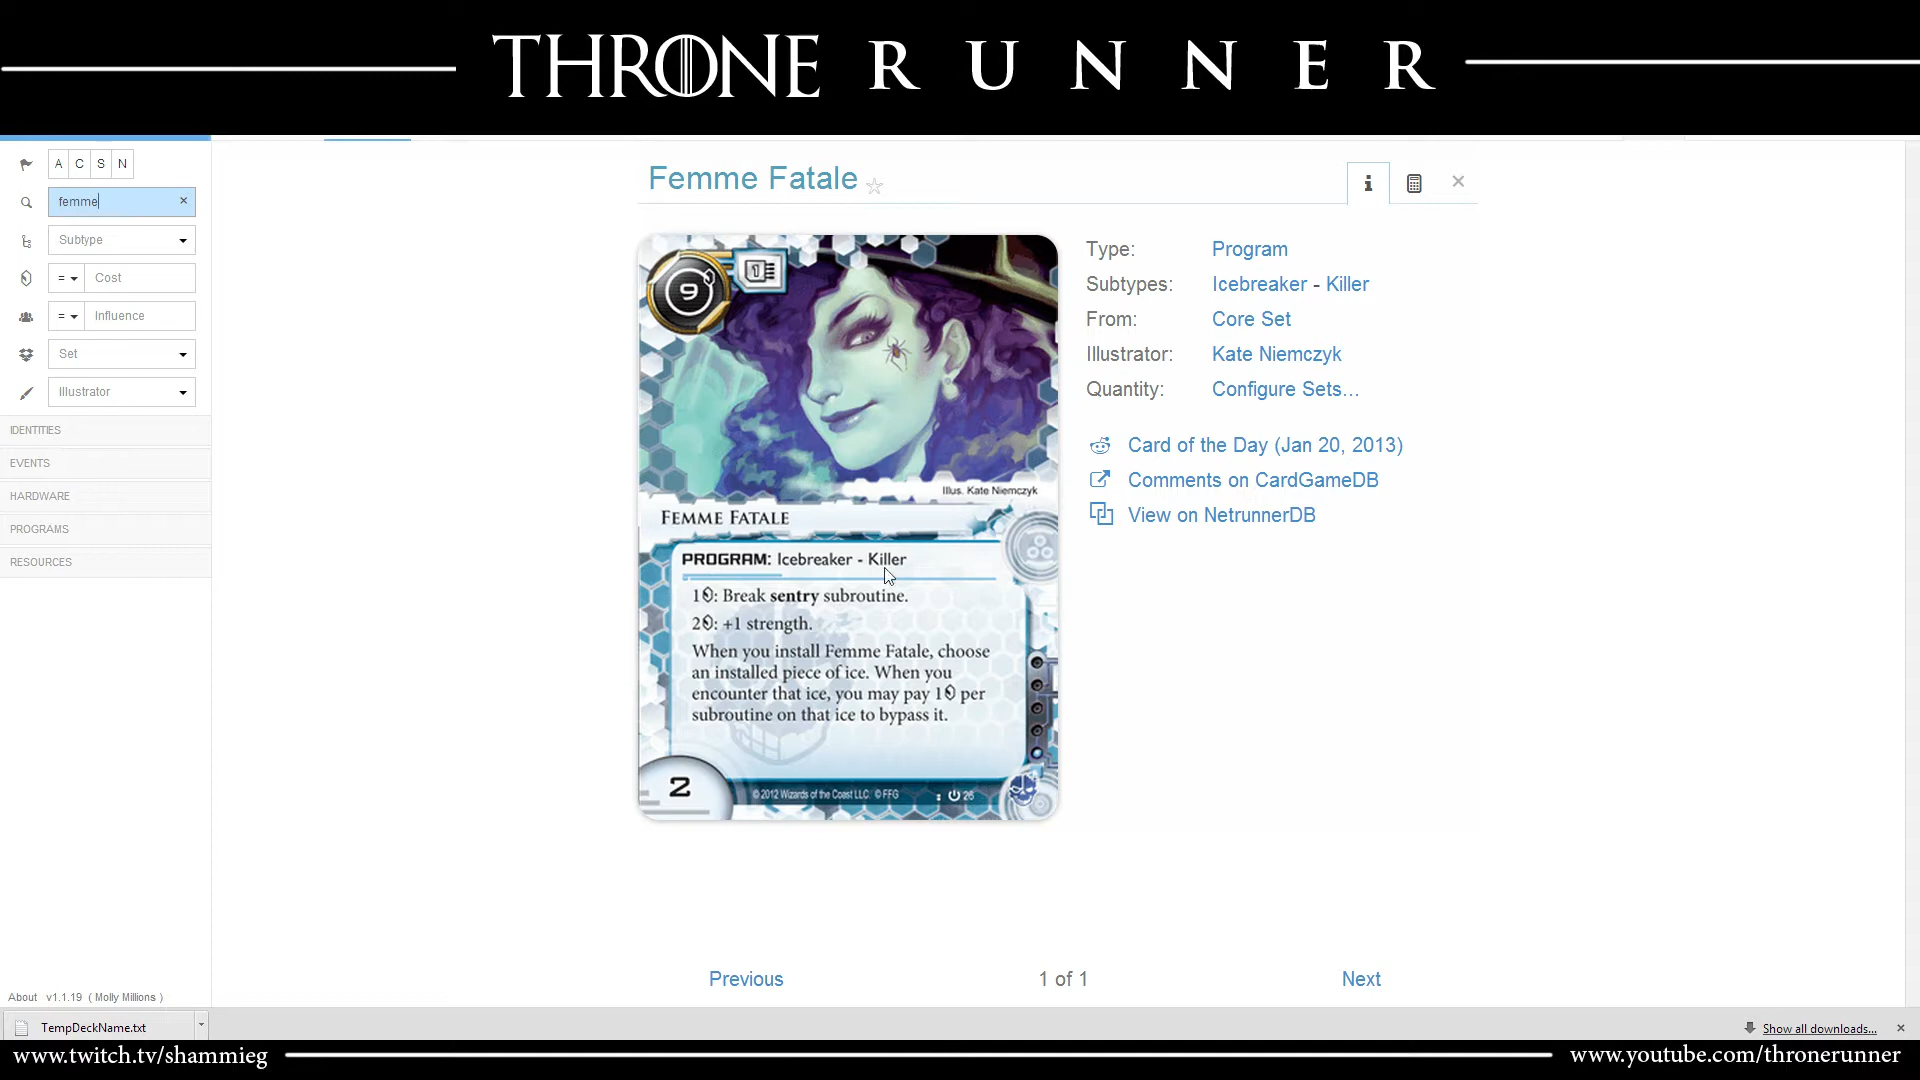 THRONE RUNNER
A C S N
femme
Subtype
= Cost
= Influence
Set
Illustrator
IDENTITIES
EVENTS
HARDWARE
PROGRAMS
RESOURCES
About v1.1.19 ( Molly Millions )
Femme Fatale
9
1
Illus. Kate Niemczyk
FEMME FATALE
PROGRAM: Icebreaker - Killer
1: Break sentry subroutine.
2: +1 strength.
When you install Femme Fatale, choose
an installed piece of ice. When you
encounter that ice, you may pay 1 per
subroutine on that ice to bypass it.
2
© 2012 Wizards of the Coast LLC. © FFG
26
Type: Program
Subtypes: Icebreaker - Killer
From: Core Set
Illustrator: Kate Niemczyk
Quantity: Configure Sets…
Card of the Day (Jan 20, 2013)
Comments on CardGameDB
View on NetrunnerDB
Previous
1 of 1
Next
TempDeckName.txt
Show all downloads...
www.twitch.tv/shammieg
www.youtube.com/thronerunner